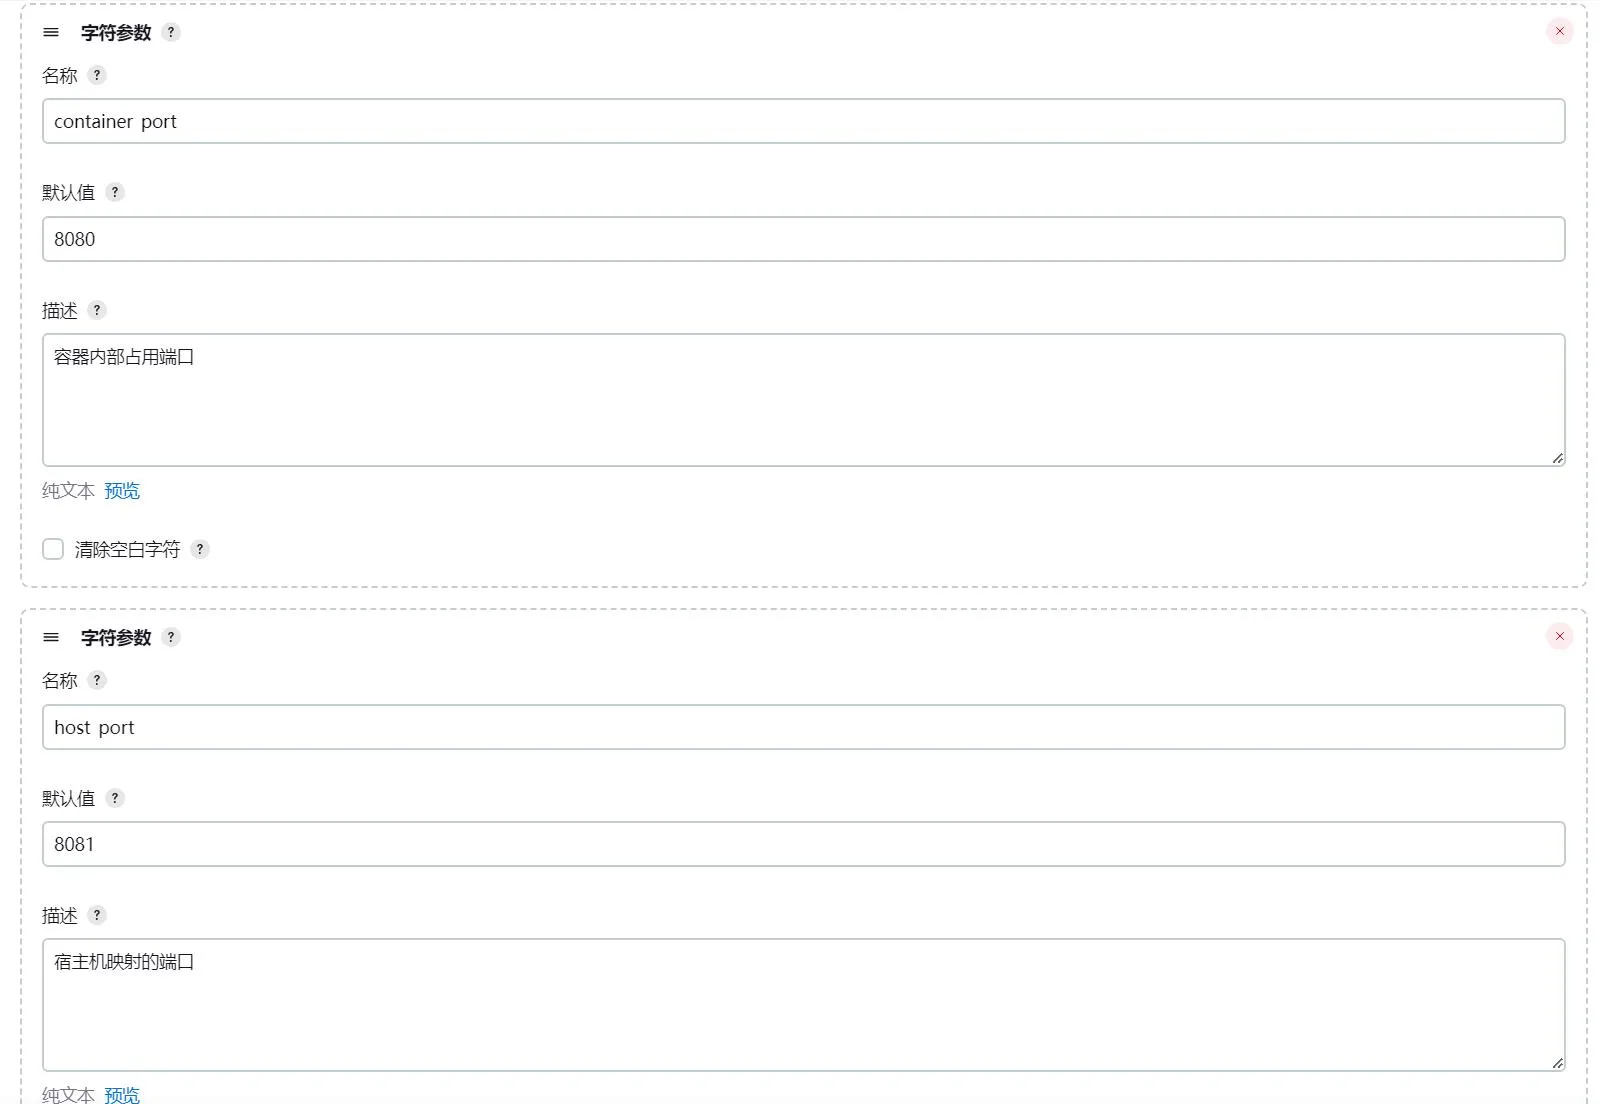 字符参数 ?
名称 ?
container port
默认值 ?
8080
描述 ?
容器内部占用端口
纯文本 预览
清除空白字符 ?
字符参数 ?
名称 ?
host port
默认值 ?
8081
描述 ?
宿主机映射的端口
纯文本 预览